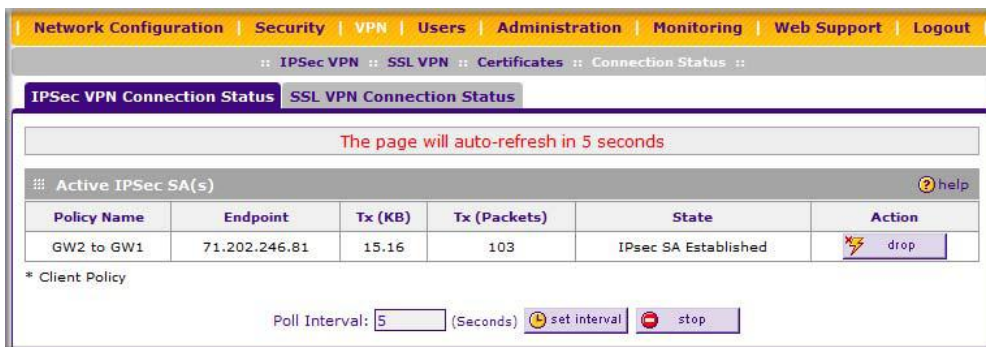 Network Configuration | Security | VPN | Users | Administration | Monitoring | Web Support | Logout
:: IPSec VPN :: SSL VPN :: Certificates :: Connection Status ::
IPSec VPN Connection Status SSL VPN Connection Status
The page will auto-refresh in 5 seconds
Active IPSec SA(s) help
Policy Name Endpoint Tx (KB) Tx (Packets) State Action
GW2 to GW1 71.202.246.81 15.16 103 IPsec SA Established drop
* Client Policy
Poll Interval: 5 (Seconds) set interval stop